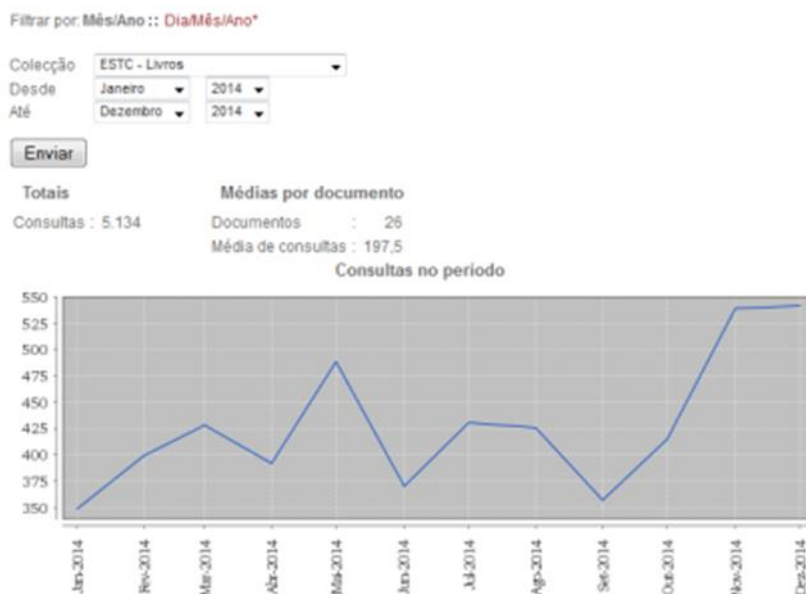 Filtrar por: Mês/Ano :: Dia/Mês/Ano*
Colecção ESTC - Livros
Desde Janeiro 2014
Até Dezembro 2014
Enviar
Totais Médias por documento
Consultas : 5.134 Documentos : 26
Média de consultas : 197,5
Consultas no período
550
525
500
475
450
425
400
375
350
Jan-2014 Fev-2014 Mar-2014 Abr-2014 Mai-2014 Jun-2014 Jul-2014 Ago-2014 Set-2014 Out-2014 Nov-2014 Dez-2014